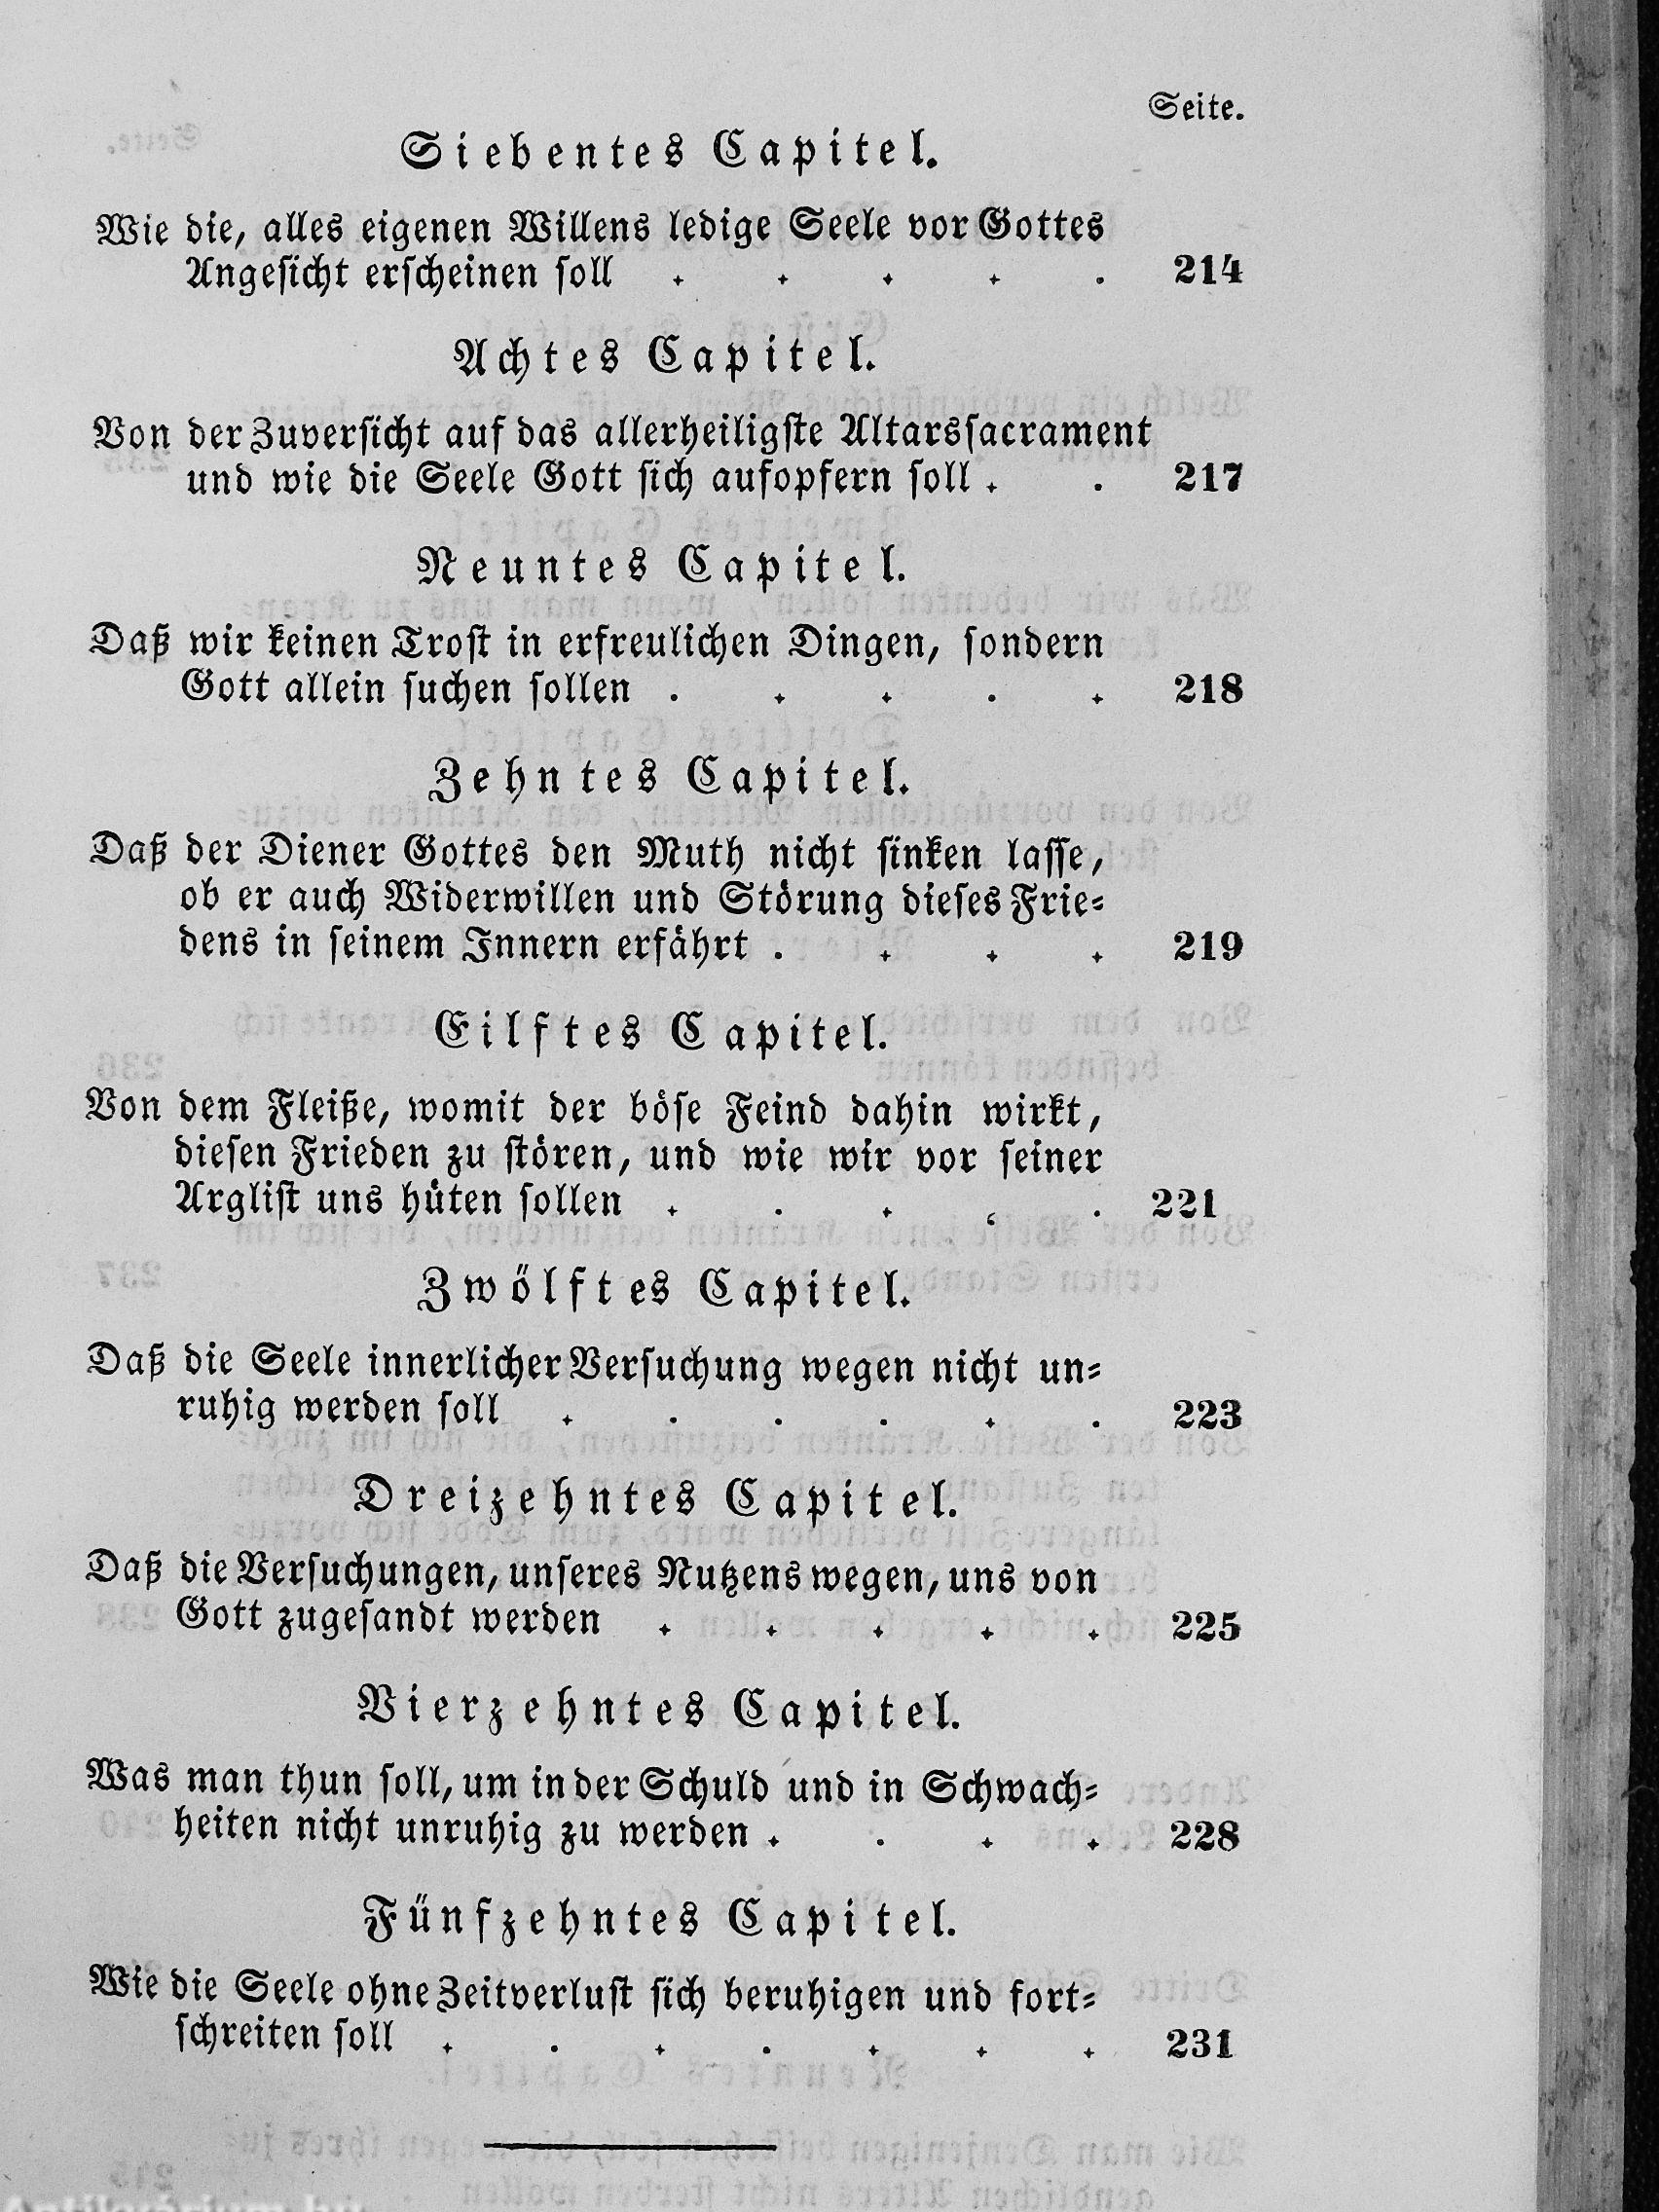 Seite.
Siebentes Capitel.
Wie die, alles eigenen Willens ledige Seele vor Gottes
Angesicht erscheinen soll . . . . . 214
Achtes Capitel.
Von der Zuversicht auf das allerheiligste Altarssacrament
und wie die Seele Gott sich aufopfern soll . . 217
Neuntes Capitel.
Daß wir keinen Trost in erfreulichen Dingen, sondern
Gott allein suchen sollen . . . . . 218
Zehntes Capitel.
Daß der Diener Gottes den Muth nicht sinken lasse,
ob er auch Widerwillen und Störung dieses Frie-
dens in seinem Innern erfährt . . . . 219
Eilftes Capitel.
Von dem Fleiße, womit der böse Feind dahin wirkt,
diesen Frieden zu stören, und wie wir vor seiner
Arglist uns hüten sollen . . . . . 221
Zwölftes Capitel.
Daß die Seele innerlicher Versuchung wegen nicht un-
ruhig werden soll . . . . . . 223
Dreizehntes Capitel.
Daß die Versuchungen, unseres Nutzens wegen, uns von
Gott zugesandt werden . . . . . 225
Vierzehntes Capitel.
Was man thun soll, um in der Schuld und in Schwach-
heiten nicht unruhig zu werden . . . . 228
Fünfzehntes Capitel.
Wie die Seele ohne Zeitverlust sich beruhigen und fort-
schreiten soll . . . . . . . 231